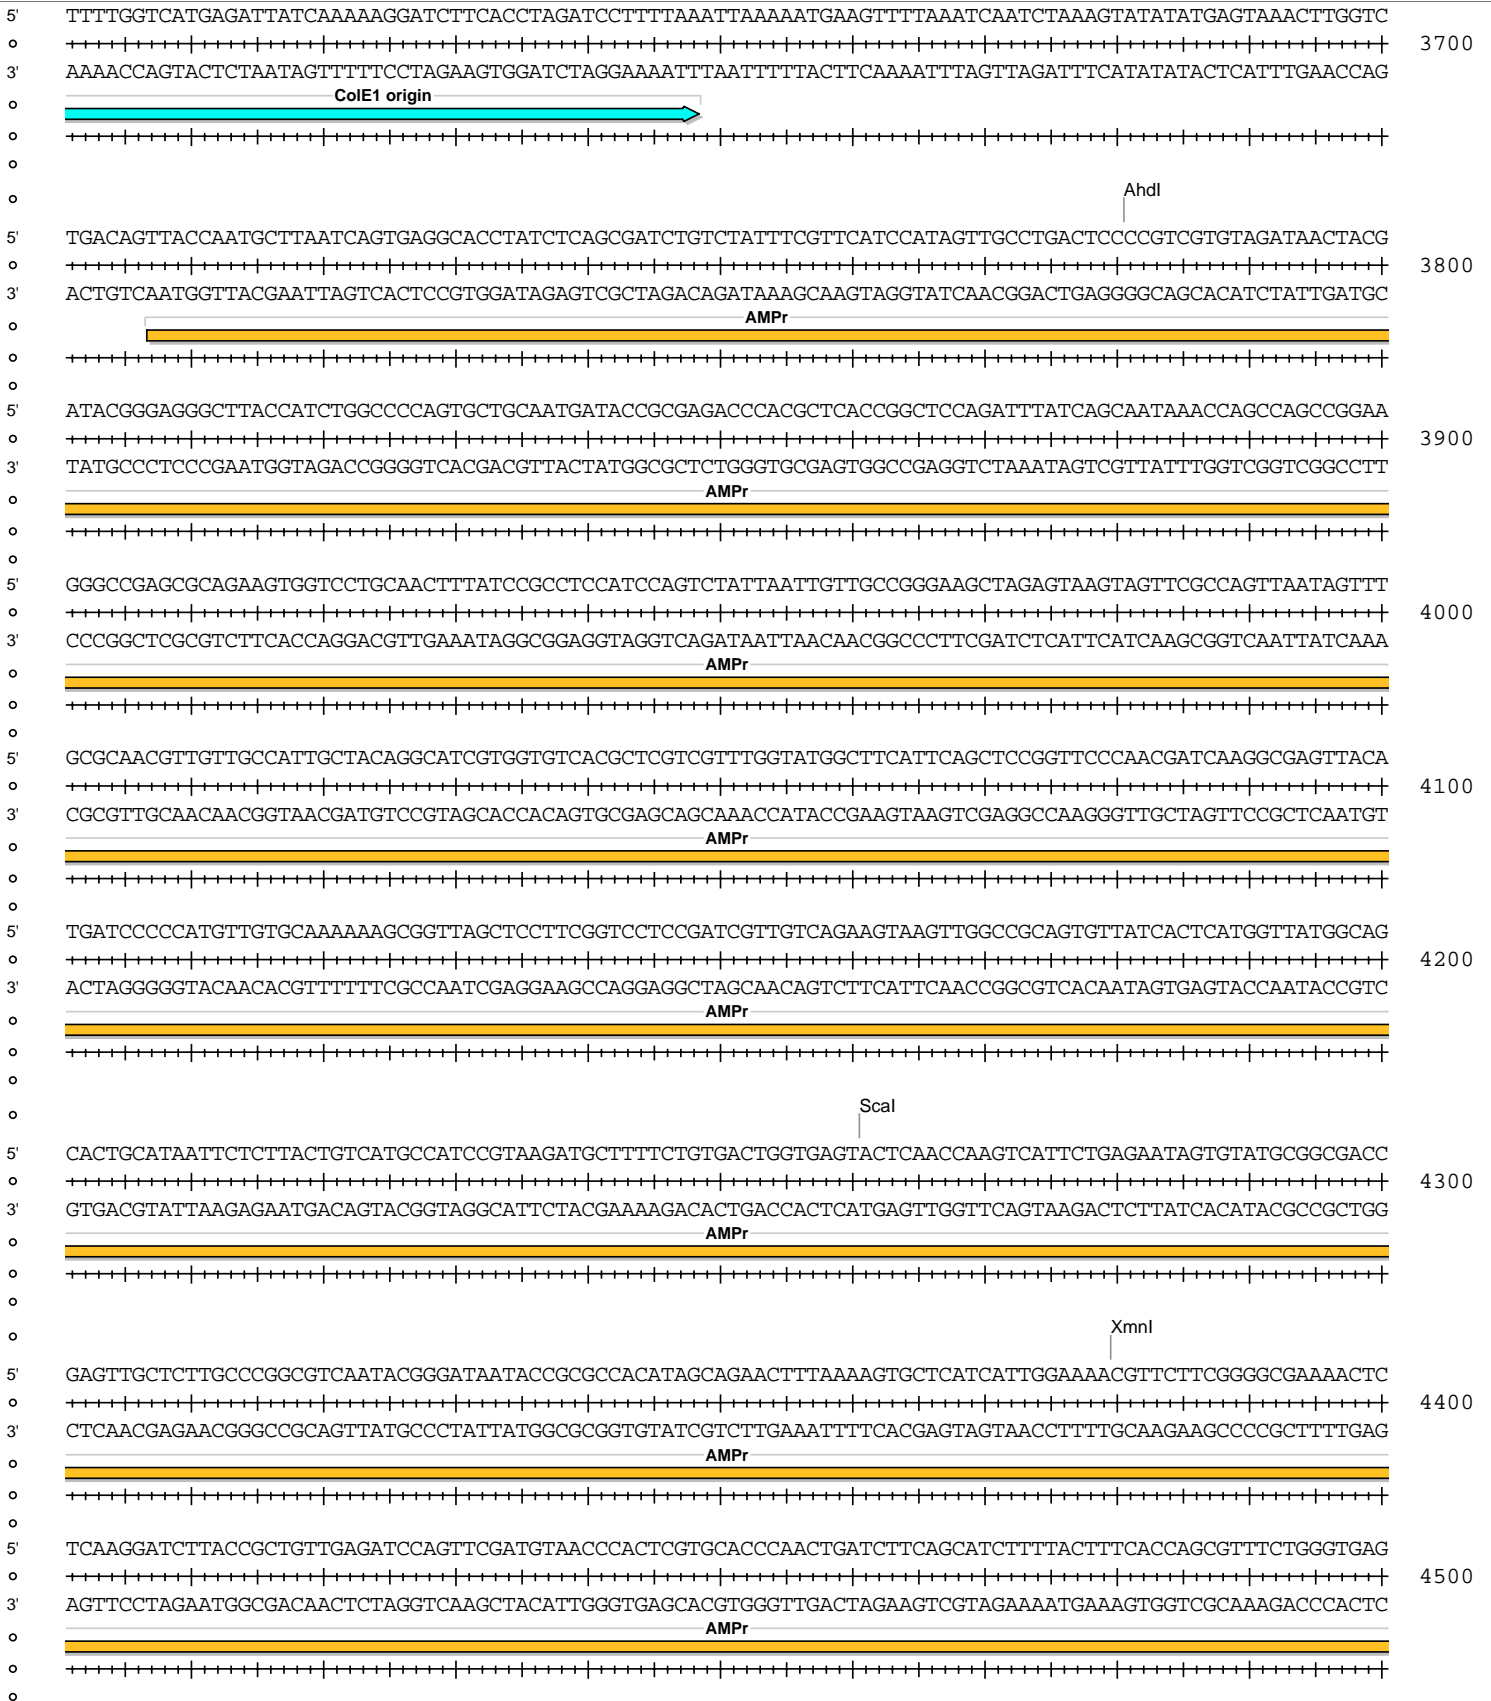 5' TTTTGGTCATGAGATTATCAAAAAGGATCTTCACCTAGATCCTTTTAAATTAAAAATGAAGTTTTAAATCAATCTAAAGTATATATGAGTAAACTTGGTC
3700
3' AAAACCAGTACTCTAATAGTTTTTCCTAGAAGTGGATCTAGGAAAATTTAATTTTTACTTCAAAATTTAGTTAGATTTCATATATACTCATTTGAACCAG
ColE1 origin
AhdI
5' TGACAGTTACCAATGCTTAATCAGTGAGGCACCTATCTCAGCGATCTGTCTATTTCGTTCATCCATAGTTGCCTGACTCCCCGTCGTGTAGATAACTACG
3800
3' ACTGTCAATGGTTACGAATTAGTCACTCCGTGGATAGAGTCGCTAGACAGATAAAGCAAGTAGGTATCAACGGACTGAGGGGCAGCACATCTATTGATGC
AMPr
5' ATACGGGAGGGCTTACCATCTGGCCCCAGTGCTGCAATGATACCGCGAGACCCACGCTCACCGGCTCCAGATTTATCAGCAATAAACCAGCCAGCCGGAA
3900
3' TATGCCCTCCCGAATGGTAGACCGGGGTCACGACGTTACTATGGCGCTCTGGGTGCGAGTGGCCGAGGTCTAAATAGTCGTTATTTGGTCGGTCGGCCTT
AMPr
5' GGGCCGAGCGCAGAAGTGGTCCTGCAACTTTATCCGCCTCCATCCAGTCTATTAATTGTTGCCGGGAAGCTAGAGTAAGTAGTTCGCCAGTTAATAGTTT
4000
3' CCCGGCTCGCGTCTTCACCAGGACGTTGAAATAGGCGGAGGTAGGTCAGATAATTAACAACGGCCCTTCGATCTCATTCATCAAGCGGTCAATTATCAAA
AMPr
5' GCGCAACGTTGTTGCCATTGCTACAGGCATCGTGGTGTCACGCTCGTCGTTTGGTATGGCTTCATTCAGCTCCGGTTCCCAACGATCAAGGCGAGTTACA
4100
3' CGCGTTGCAACAACGGTAACGATGTCCGTAGCACCACAGTGCGAGCAGCAAACCATACCGAAGTAAGTCGAGGCCAAGGGTTGCTAGTTCCGCTCAATGT
AMPr
5' TGATCCCCCATGTTGTGCAAAAAAGCGGTTAGCTCCTTCGGTCCTCCGATCGTTGTCAGAAGTAAGTTGGCCGCAGTGTTATCACTCATGGTTATGGCAG
4200
3' ACTAGGGGGTACAACACGTTTTTTCGCCAATCGAGGAAGCCAGGAGGCTAGCAACAGTCTTCATTCAACCGGCGTCACAATAGTGAGTACCAATACCGTC
AMPr
ScaI
5' CACTGCATAATTCTCTTACTGTCATGCCATCCGTAAGATGCTTTTCTGTGACTGGTGAGTACTCAACCAAGTCATTCTGAGAATAGTGTATGCGGCGACC
4300
3' GTGACGTATTAAGAGAATGACAGTACGGTAGGCATTCTACGAAAAGACACTGACCACTCATGAGTTGGTTCAGTAAGACTCTTATCACATACGCCGCTGG
AMPr
XmnI
5' GAGTTGCTCTTGCCCGGCGTCAATACGGGATAATACCGCGCCACATAGCAGAACTTTAAAAGTGCTCATCATTGGAAAACGTTCTTCGGGGCGAAAACTC
4400
3' CTCAACGAGAACGGGCCGCAGTTATGCCCTATTATGGCGCGGTGTATCGTCTTGAAATTTTCACGAGTAGTAACCTTTTGCAAGAAGCCCCGCTTTTGAG
AMPr
5' TCAAGGATCTTACCGCTGTTGAGATCCAGTTCGATGTAACCCACTCGTGCACCCAACTGATCTTCAGCATCTTTTACTTTCACCAGCGTTTCTGGGTGAG
4500
3' AGTTCCTAGAATGGCGACAACTCTAGGTCAAGCTACATTGGGTGAGCACGTGGGTTGACTAGAAGTCGTAGAAAATGAAAGTGGTCGCAAAGACCCACTC
AMPr